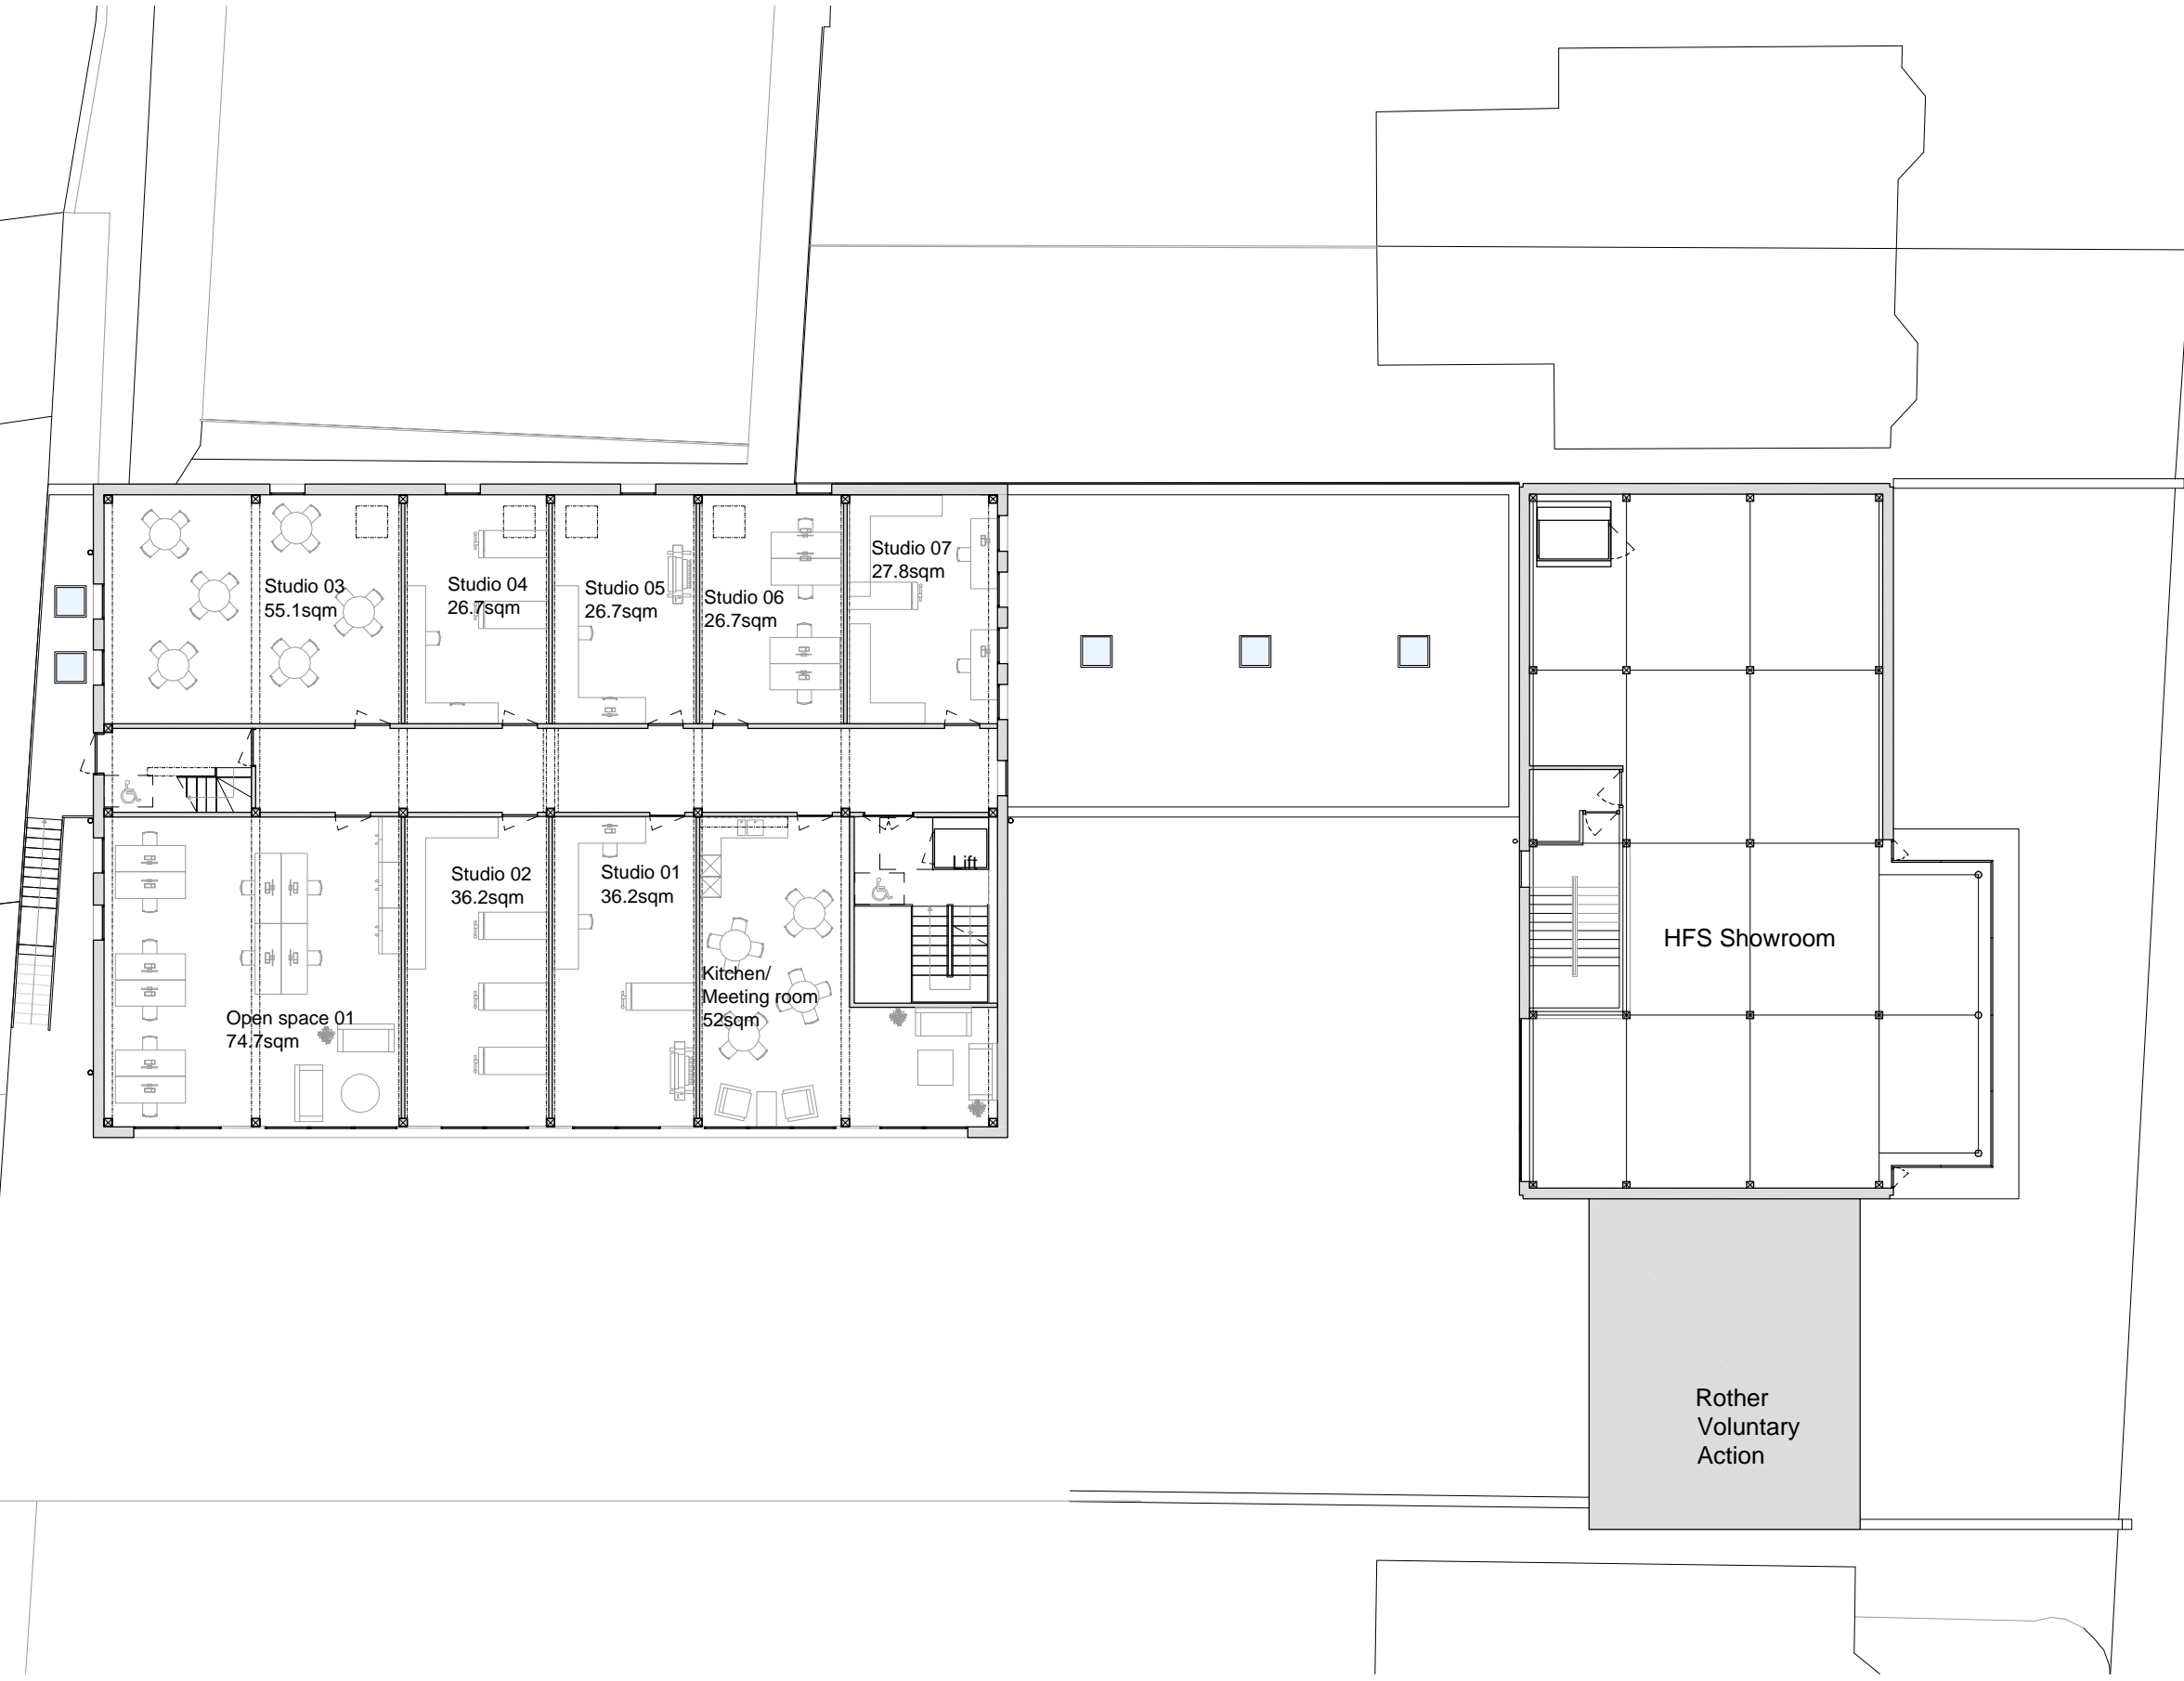 Studio 03
55.1sqm
Studio 04
26.7sqm
Studio 05
26.7sqm
Studio 06
26.7sqm
Studio 07
27.8sqm
Open space 01
74.7sqm
Studio 02
36.2sqm
Studio 01
36.2sqm
Kitchen/
Meeting room
52sqm
Lift
HFS Showroom
Rother
Voluntary
Action